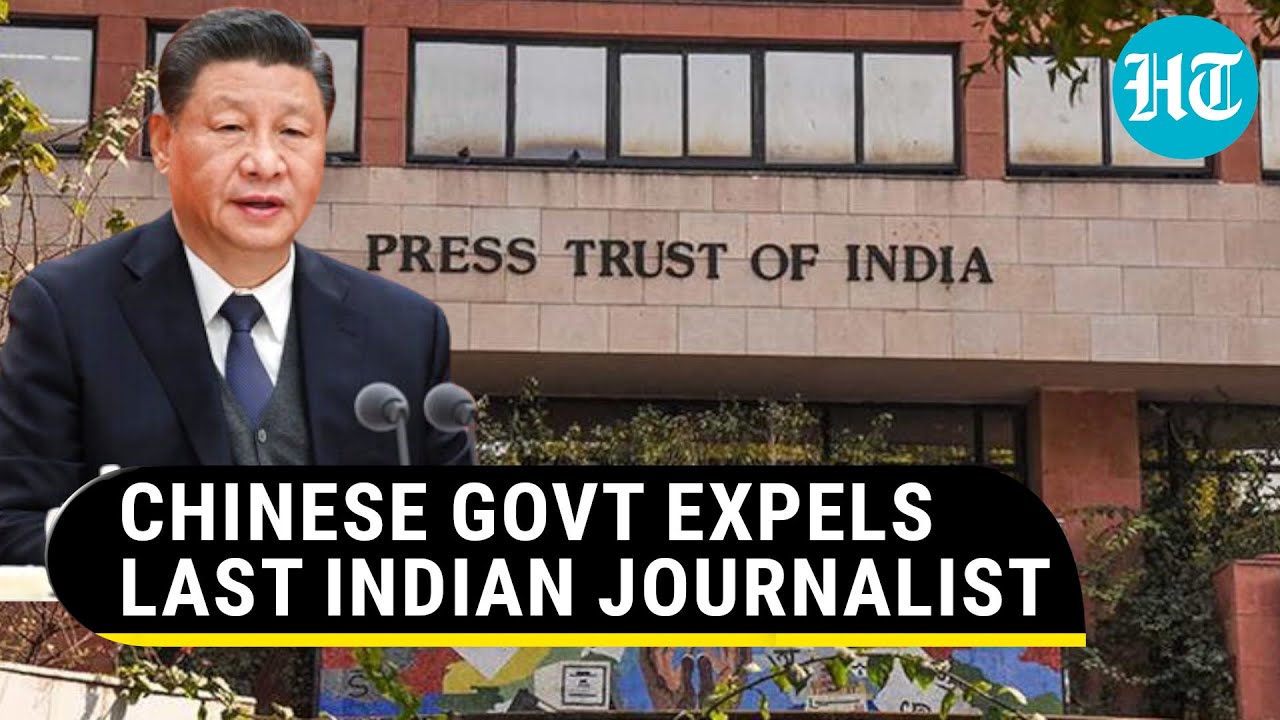 HT
PRESS TRUST OF INDIA
CHINESE GOVT EXPELS
LAST INDIAN JOURNALIST